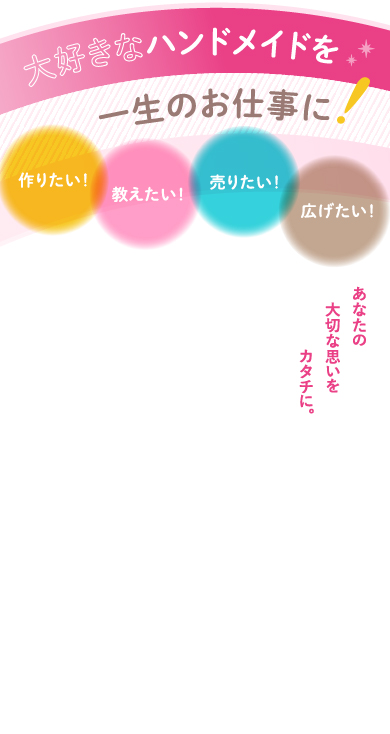 大好きなハンドメイドを
一生のお仕事に!
作りたい!
教えたい!
売りたい!
広げたい!
あなたの
大切な思いを
カタチに。